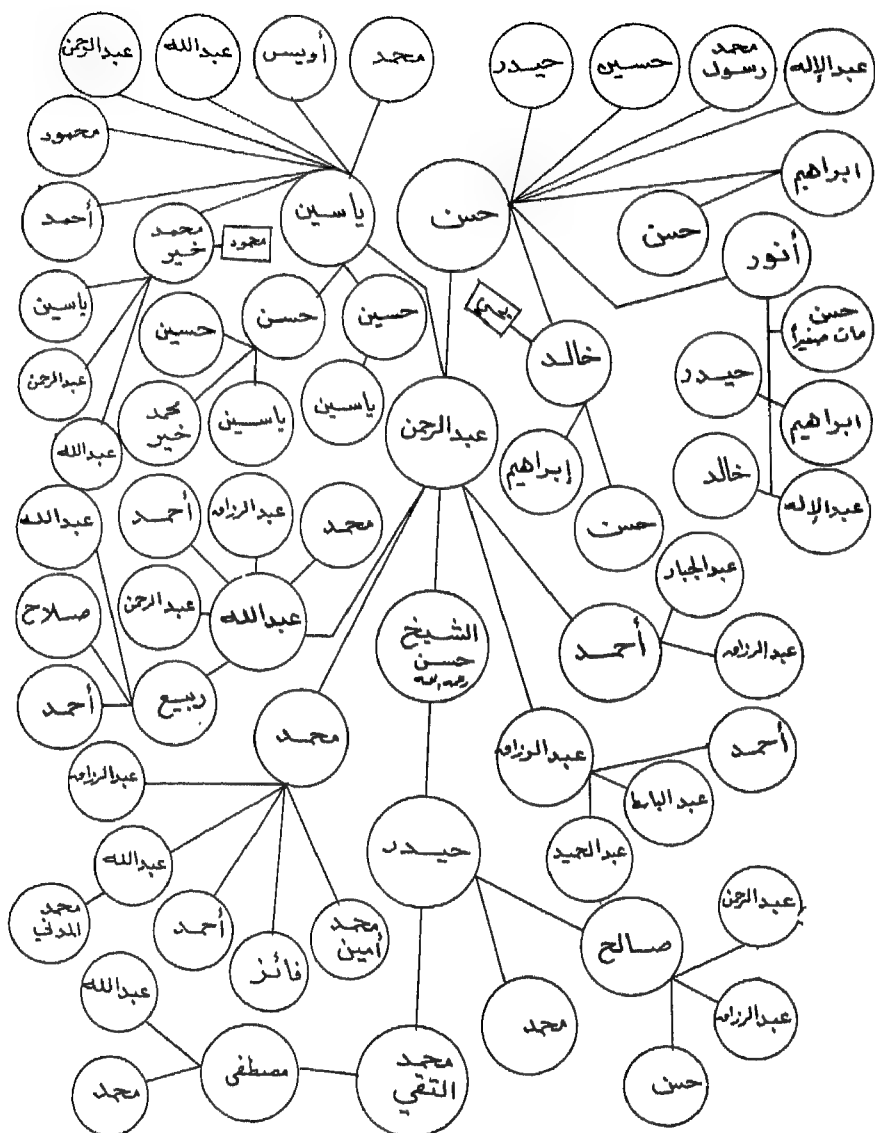 عبدالرحمن
عبدالله
أويس
محمد
حيدر
حسين
محمد
رسول
عبدالإله
محمود
ابراهيم
أحمد
محمد
خير
محمود
ياسين
حسن
حسن
أنور
ياسين
حسين
حسن
حسين
يحيى
خالد
حسن
مات صغيراً
حيدر
عبدالرحمن
محمد
خير
ياسين
ياسين
عبدالرحمن
ابراهيم
عبدالله
إبراهيم
خالد
عبدالإله
عبدالله
أحمد
عبدالرزاق
محمد
حسن
عبدالجبار
صلاح
عبدالرحمن
عبدالله
الشيخ
حسن
رحمه الله
أحمد
عبدالرزاق
أحمد
ربيع
محمد
عبدالرزاق
أحمد
عبدالرزاق
عبدالباسط
عبدالله
حيدر
عبدالحميد
محمد
المدني
أحمد
فائز
محمد
أمين
صالح
عبدالرحمن
عبدالله
محمد
عبدالرزاق
محمد
مصطفى
محمد
التقي
حسن